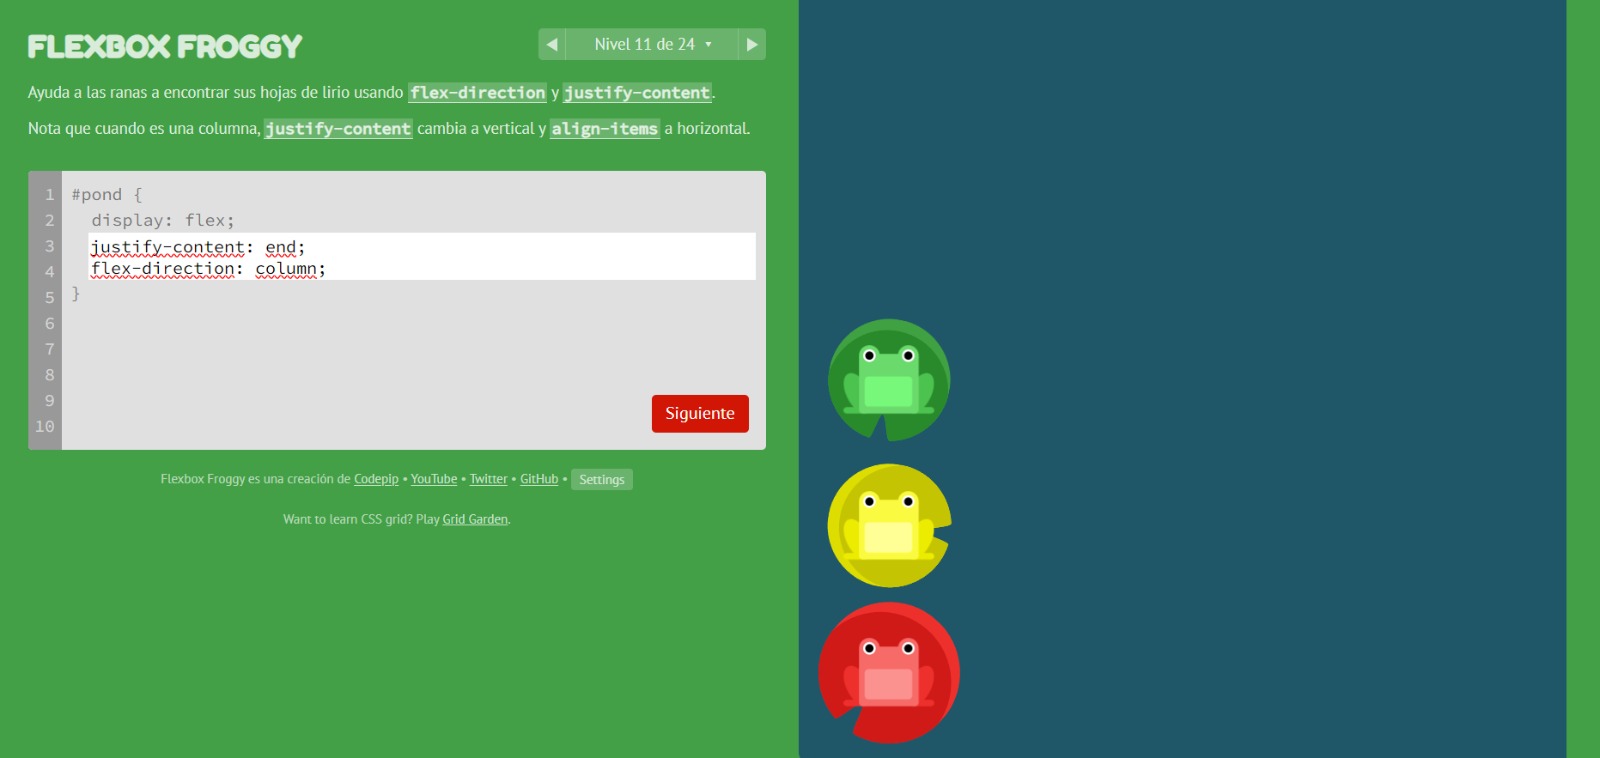 FLEXBOX FROGGY
◀ Nivel 11 de 24 ▾ ▶
Ayuda a las ranas a encontrar sus hojas de lirio usando flex-direction y justify-content.
Nota que cuando es una columna, justify-content cambia a vertical y align-items a horizontal.
1 #pond {
2 display: flex;
3 justify-content: end;
4 flex-direction: column;
5 }
6
7
8
9
10
Siguiente
Flexbox Froggy es una creación de Codepip • YouTube • Twitter • GitHub • Settings
Want to learn CSS grid? Play Grid Garden.